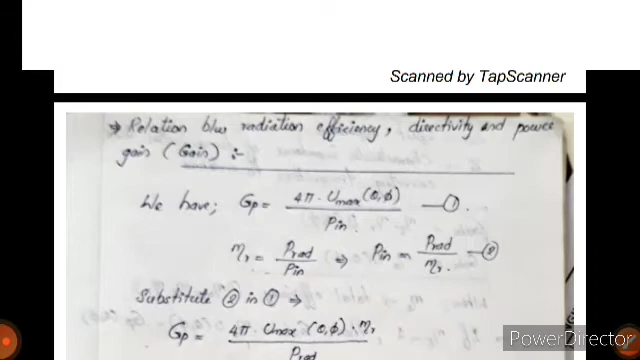 Scanned by TapScanner
⇒ Relation b/w radiation efficiency, directivity and power
gain (Gain) :-
We have; Gp = 4π · Umax(θ,ϕ) / Pin —①
ηr = Prad / Pin ⇒ Pin = Prad / ηr —②
Substitute ② in ① ⇒
Gp = 4π · Umax (θ,ϕ) · ηr / Prad
PowerDirector